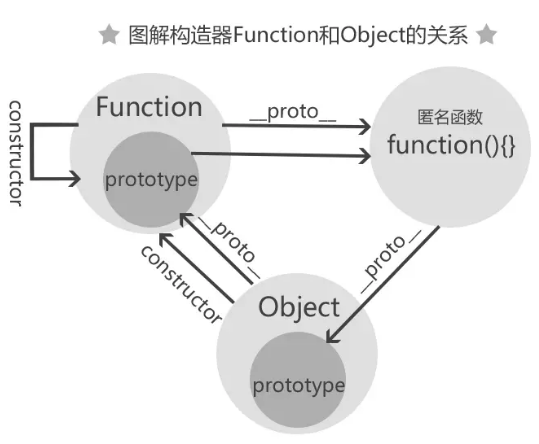 图解构造器Function和Object的关系
Function
__proto__
匿名函数
function(){}
constructor
prototype
__proto__
__proto__
constructor
Object
prototype